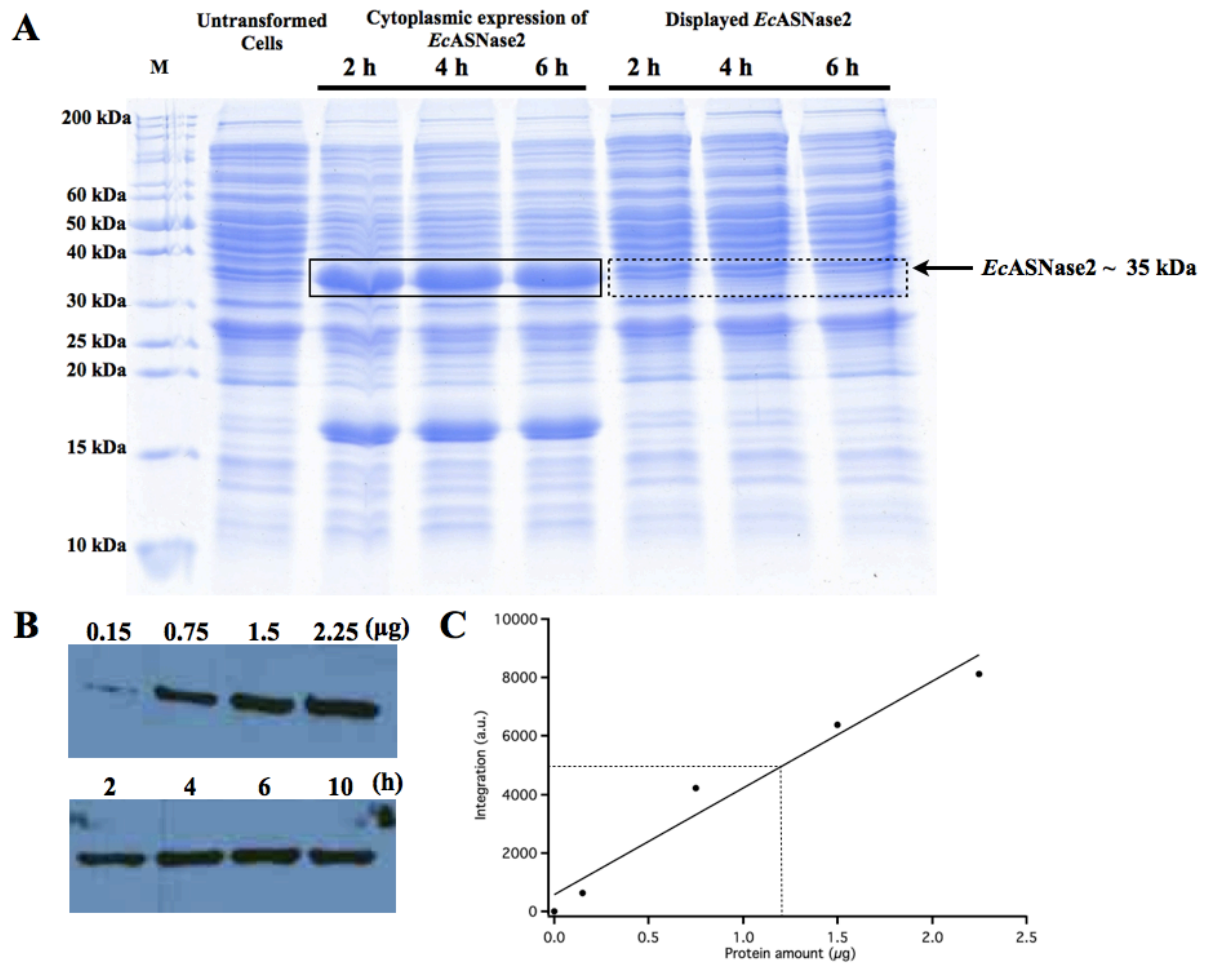 A
Untransformed Cytoplasmic expression of Displayed EcASNase2
Cells EcASNase2
M 2 h 4 h 6 h 2 h 4 h 6 h
200 kDa
60 kDa
50 kDa
40 kDa
EcASNase2 ~ 35 kDa
30 kDa
25 kDa
20 kDa
15 kDa
10 kDa
B
0.15 0.75 1.5 2.25 (μg)
2 4 6 10 (h)
C
10000
8000
6000
4000
2000
0
Integration (a.u.)
0.0 0.5 1.0 1.5 2.0 2.5
Protein amount (μg)